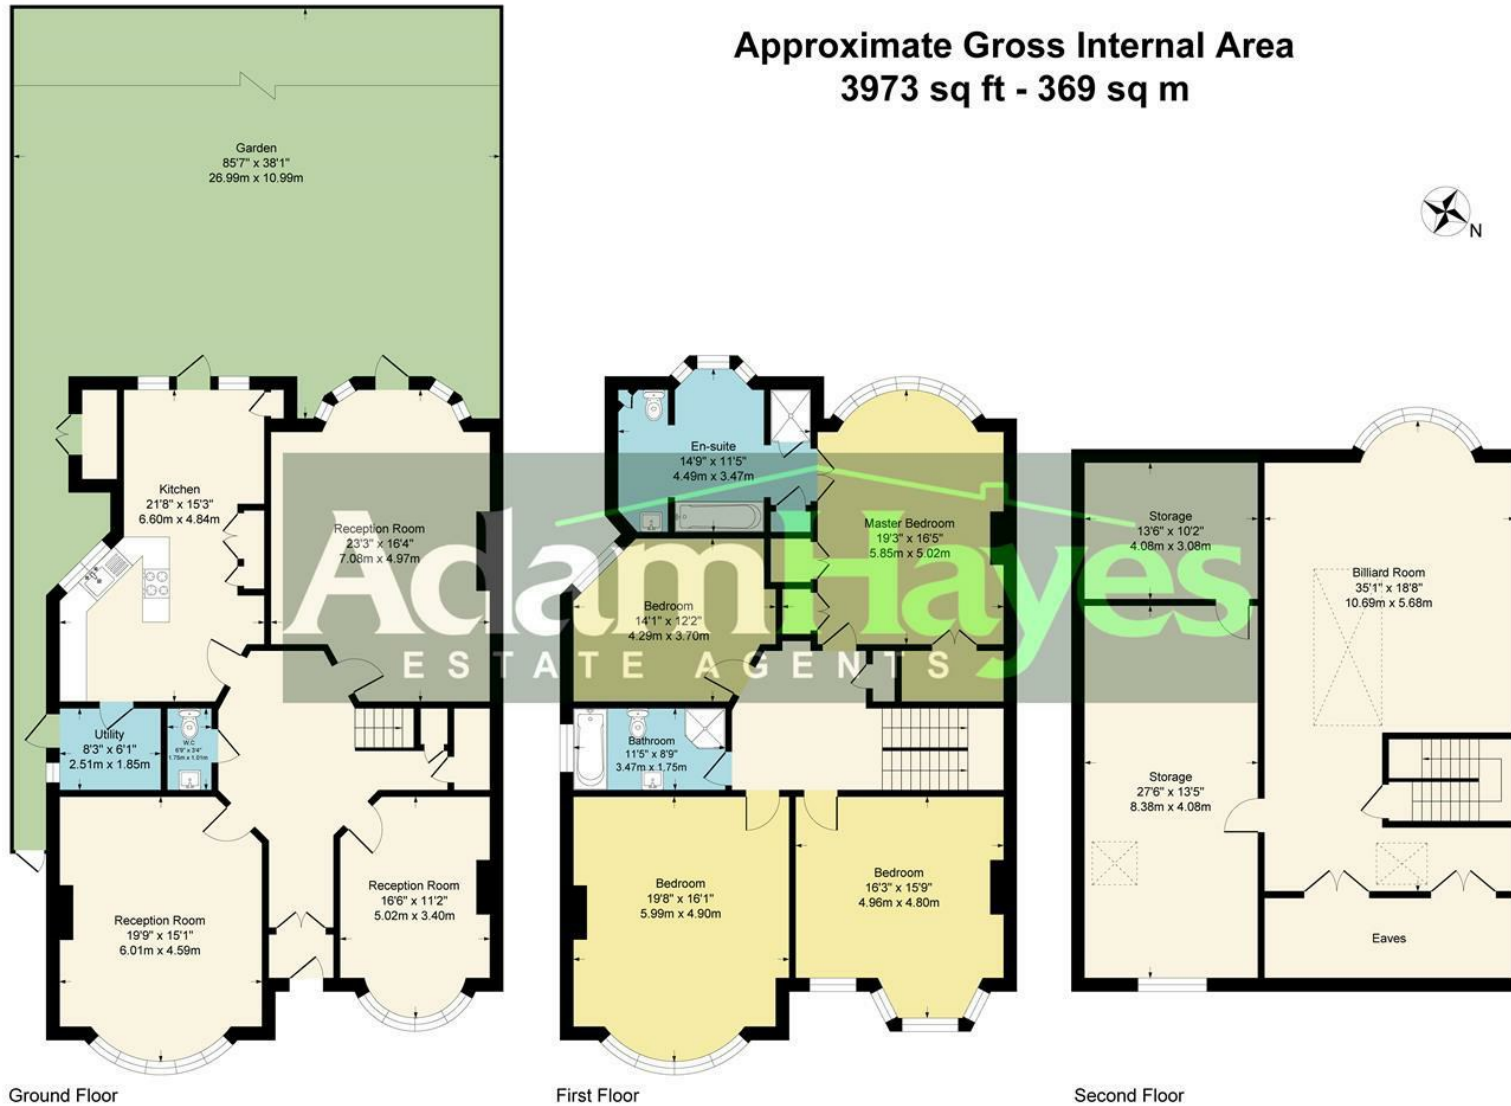 Approximate Gross Internal Area
3973 sq ft - 369 sq m
N
Garden
85'7" x 38'1"
26.99m x 10.99m
Kitchen
21'8" x 15'3"
6.60m x 4.84m
Reception Room
23'3" x 16'4"
7.08m x 4.97m
Utility
8'3" x 6'1"
2.51m x 1.85m
W.C
Reception Room
19'9" x 15'1"
6.01m x 4.59m
Reception Room
16'6" x 11'2"
5.02m x 3.40m
Ground Floor
En-suite
14'9" x 11'5"
4.49m x 3.47m
Master Bedroom
19'3" x 16'5"
5.85m x 5.02m
Bedroom
14'1" x 12'2"
4.29m x 3.70m
Bathroom
11'5" x 8'9"
3.47m x 1.75m
Bedroom
19'8" x 16'1"
5.99m x 4.90m
Bedroom
16'3" x 15'9"
4.96m x 4.80m
First Floor
Storage
13'6" x 10'2"
4.08m x 3.08m
Billiard Room
35'1" x 18'8"
10.69m x 5.68m
Storage
27'6" x 13'5"
8.38m x 4.08m
Eaves
Second Floor
AdamHayes
ESTATE AGENTS